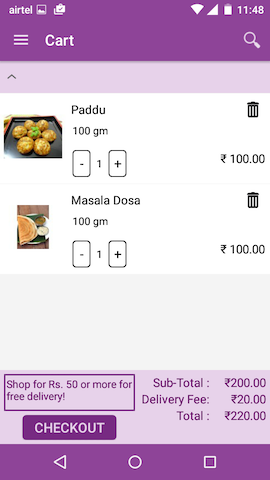 airtel 11:48
Cart
Paddu
100 gm
- 1 +
₹ 100.00
Masala Dosa
100 gm
- 1 +
₹ 100.00
Shop for Rs. 50 or more for
free delivery!
Sub-Total : ₹200.00
Delivery Fee: ₹20.00
Total : ₹220.00
CHECKOUT